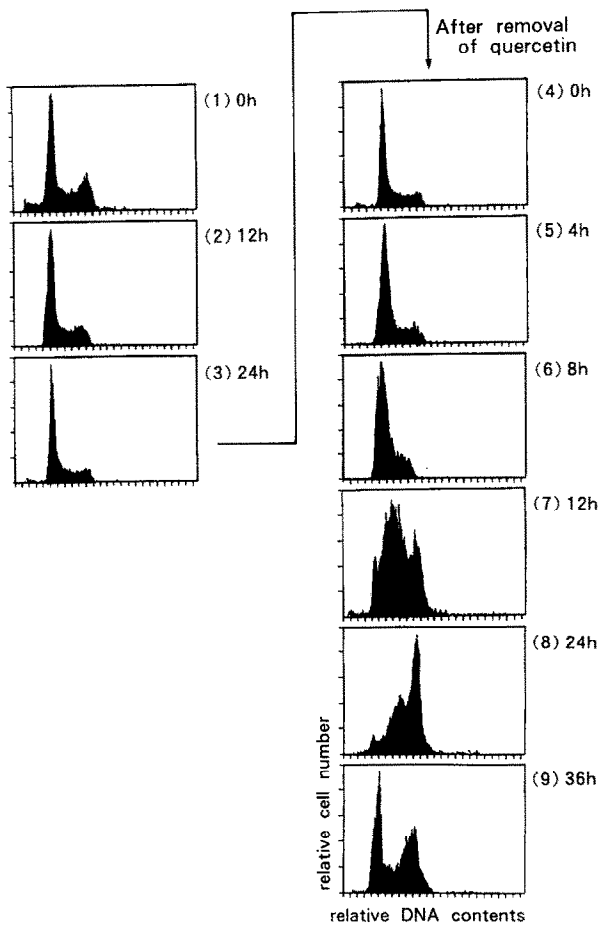 After removal
of quercetin
(1) 0h
(2) 12h
(3) 24h
(4) 0h
(5) 4h
(6) 8h
(7) 12h
(8) 24h
(9) 36h
relative cell number
relative DNA contents